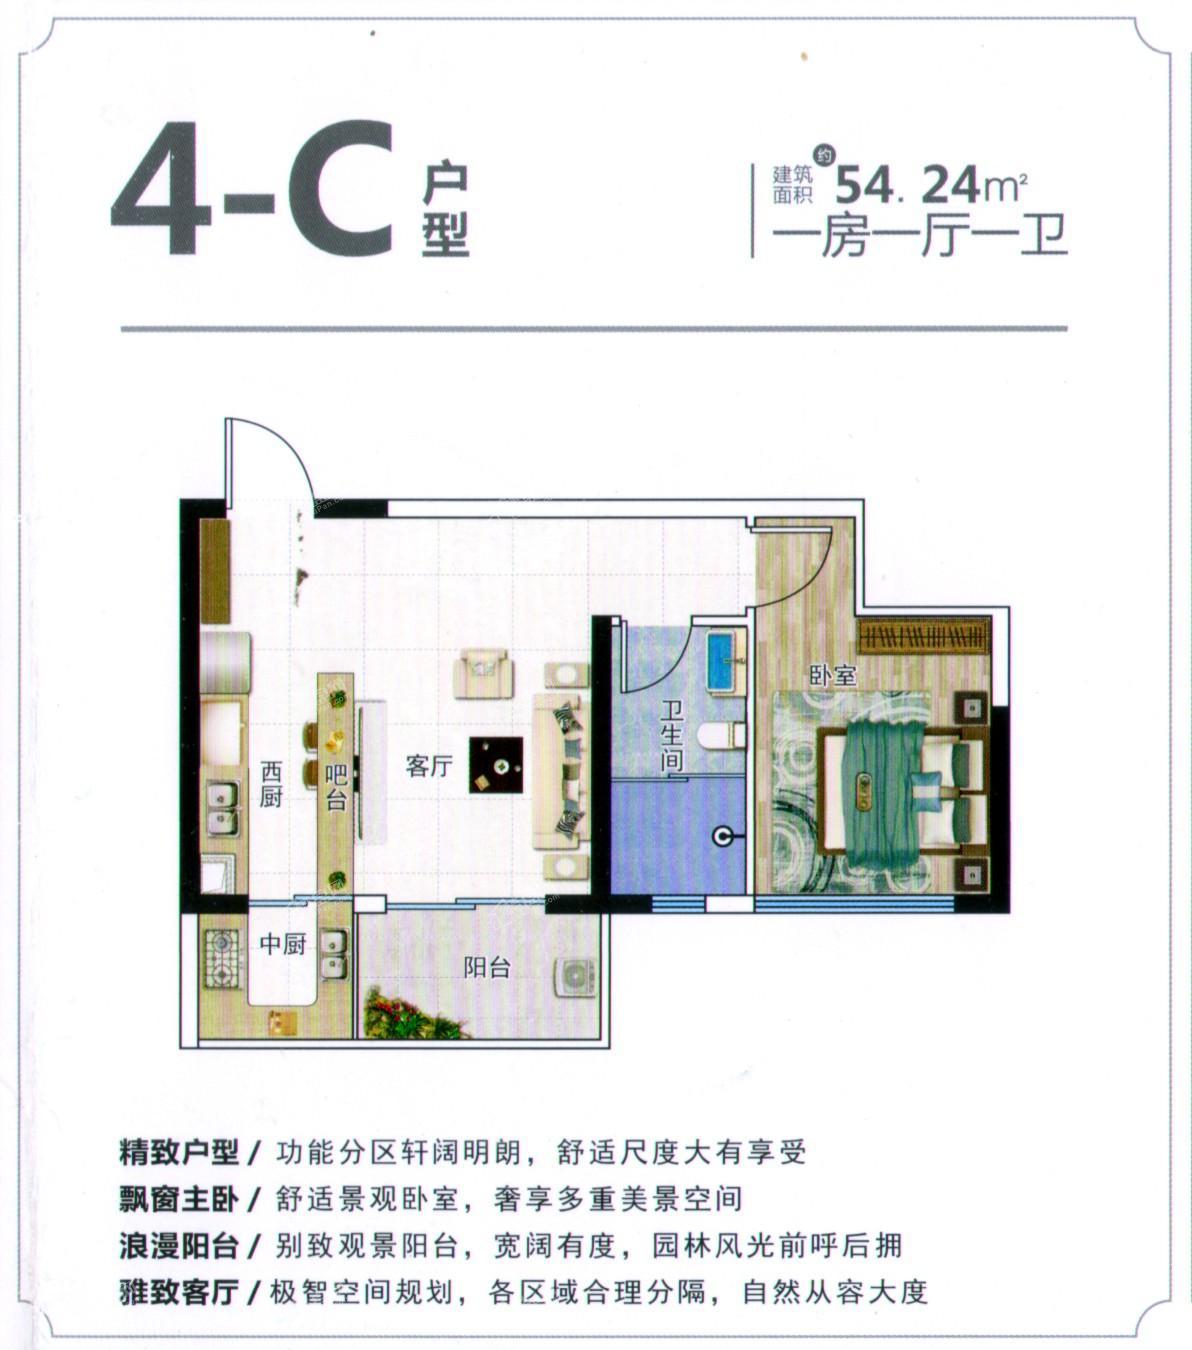 4-C 户型
建筑面积 约 54.24m²
一房一厅一卫
卧室
卫生间
客厅
西厨
吧台
中厨
阳台
精致户型 / 功能分区轩阔明朗，舒适尺度大有享受
飘窗主卧 / 舒适景观卧室，奢享多重美景空间
浪漫阳台 / 别致观景阳台，宽阔有度，园林风光前呼后拥
雅致客厅 / 极智空间规划，各区域合理分隔，自然从容大度